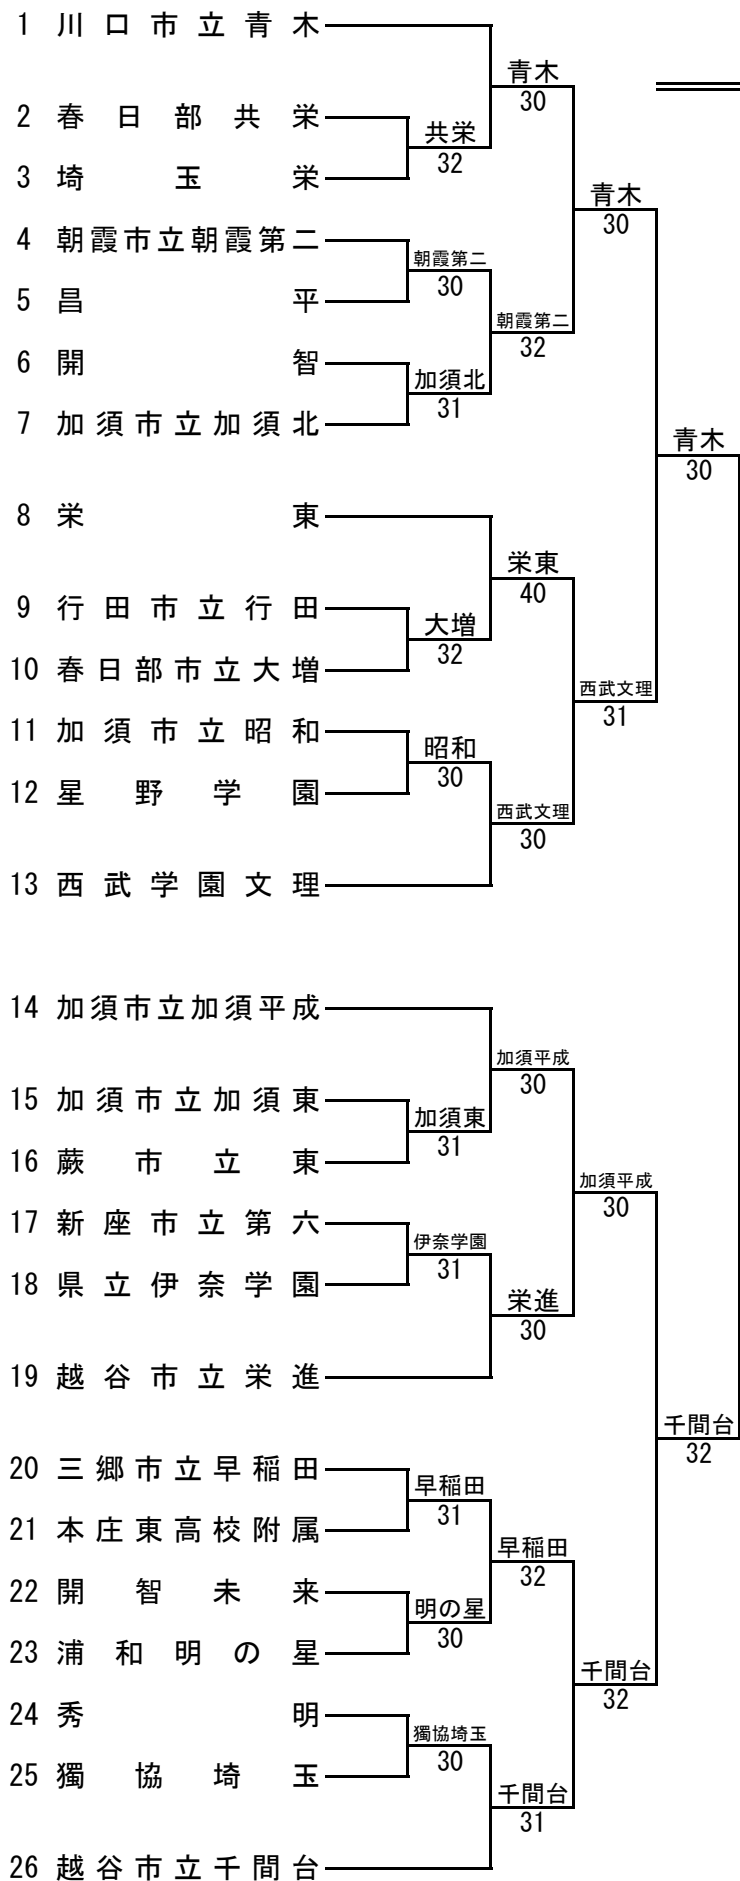 1 川口市立青木
青木
30
2 春日部共栄
共栄
32
3 埼玉栄
青木
30
4 朝霞市立朝霞第二
朝霞第二
30
5 昌平
朝霞第二
32
6 開智
加須北
31
7 加須市立加須北
青木
30
8 栄東
栄東
40
9 行田市立行田
大増
32
10 春日部市立大増
西武文理
31
11 加須市立昭和
昭和
30
12 星野学園
西武文理
30
13 西武学園文理
14 加須市立加須平成
加須平成
30
15 加須市立加須東
加須東
31
16 蕨市立東
加須平成
30
17 新座市立第六
伊奈学園
31
18 県立伊奈学園
栄進
30
19 越谷市立栄進
千間台
32
20 三郷市立早稲田
早稲田
31
21 本庄東高校附属
早稲田
32
22 開智未来
明の星
30
23 浦和明の星
千間台
32
24 秀明
獨協埼玉
30
25 獨協埼玉
千間台
31
26 越谷市立千間台